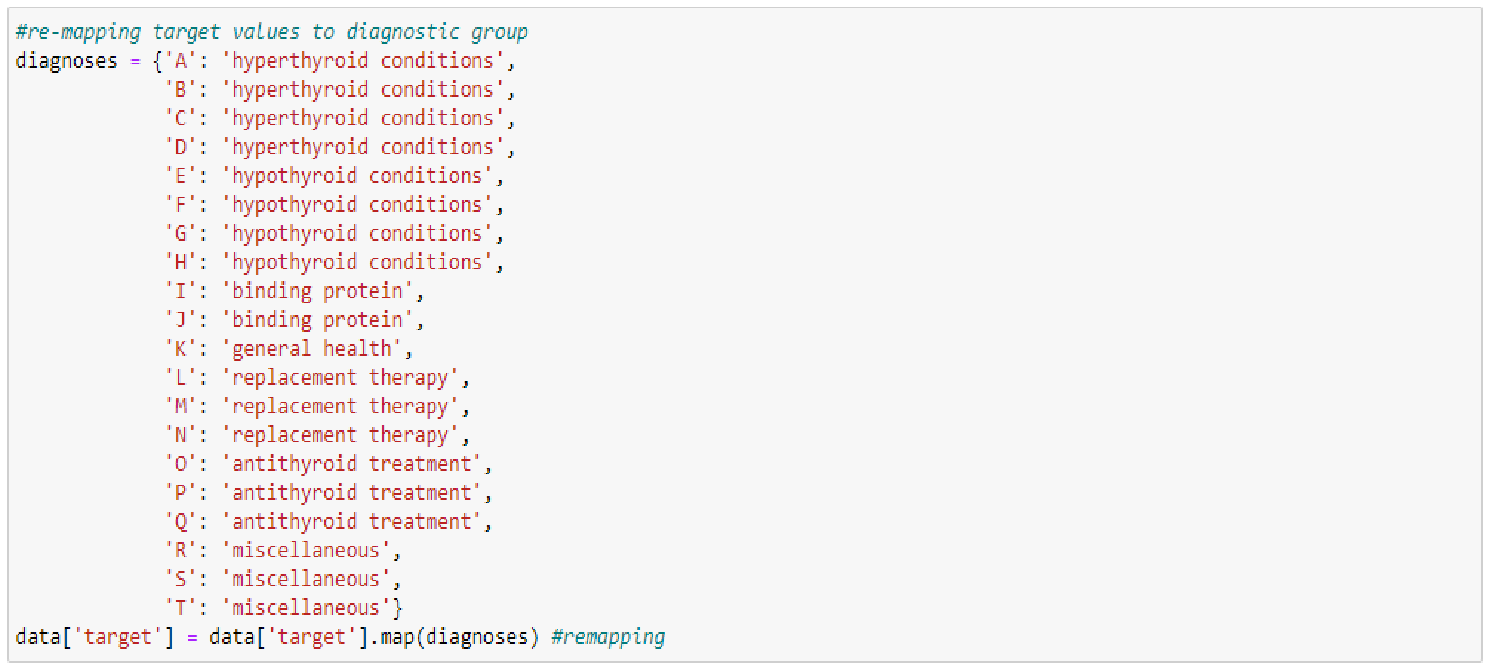 #re-mapping target values to diagnostic group
diagnoses = {'A': 'hyperthyroid conditions',
             'B': 'hyperthyroid conditions',
             'C': 'hyperthyroid conditions',
             'D': 'hyperthyroid conditions',
             'E': 'hypothyroid conditions',
             'F': 'hypothyroid conditions',
             'G': 'hypothyroid conditions',
             'H': 'hypothyroid conditions',
             'I': 'binding protein',
             'J': 'binding protein',
             'K': 'general health',
             'L': 'replacement therapy',
             'M': 'replacement therapy',
             'N': 'replacement therapy',
             'O': 'antithyroid treatment',
             'P': 'antithyroid treatment',
             'Q': 'antithyroid treatment',
             'R': 'miscellaneous',
             'S': 'miscellaneous',
             'T': 'miscellaneous'}
data['target'] = data['target'].map(diagnoses) #remapping